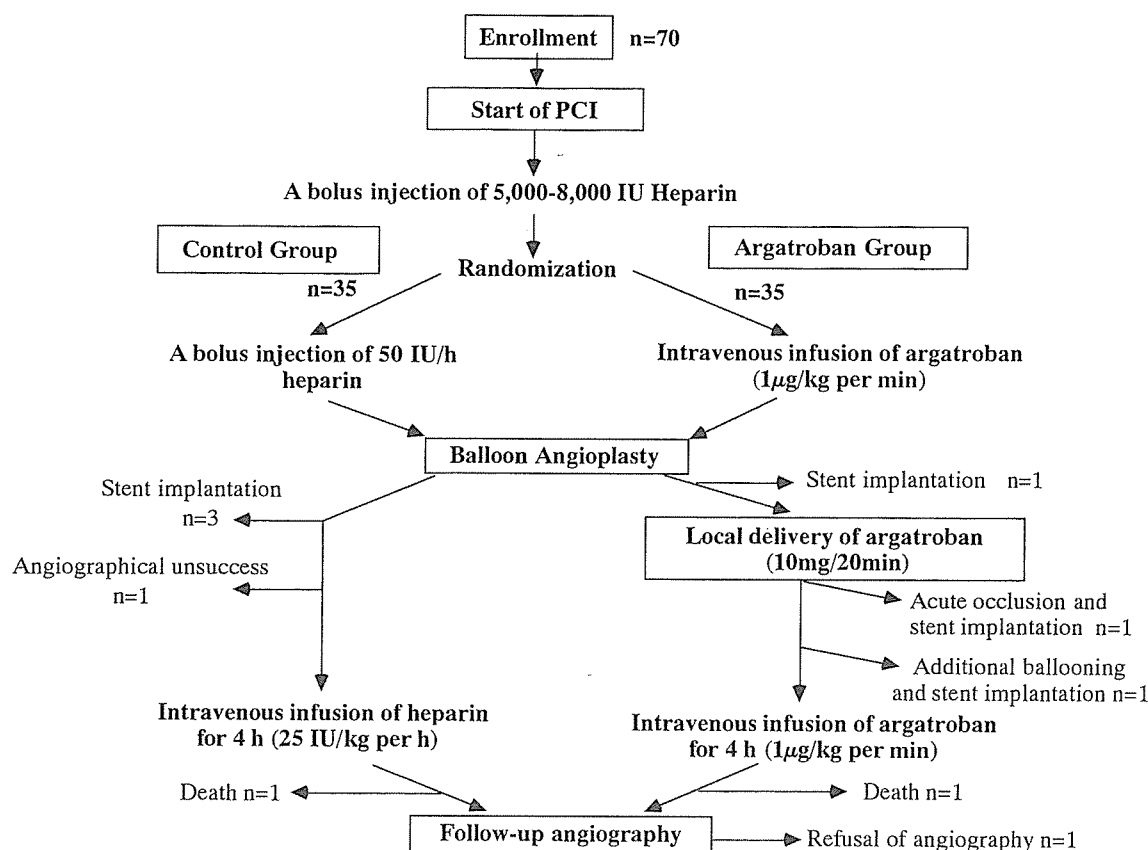 Enrollment n=70
Start of PCI
A bolus injection of 5,000-8,000 IU Heparin
Control Group
Argatroban Group
Randomization
n=35
n=35
A bolus injection of 50 IU/h
heparin
Intravenous infusion of argatroban
(1μg/kg per min)
Balloon Angioplasty
Stent implantation
n=3
Stent implantation n=1
Local delivery of argatroban
(10mg/20min)
Angiographical unsuccess
n=1
Acute occlusion and
stent implantation n=1
Additional ballooning
and stent implantation n=1
Intravenous infusion of heparin
for 4 h (25 IU/kg per h)
Intravenous infusion of argatroban
for 4 h (1μg/kg per min)
Death n=1
Death n=1
Follow-up angiography
Refusal of angiography n=1